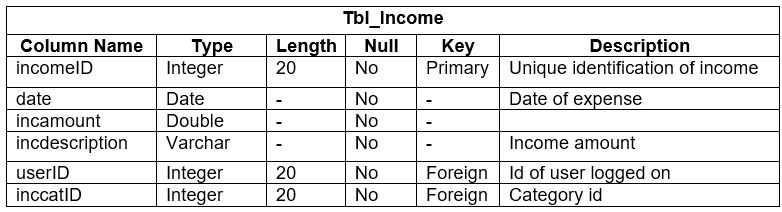 Tbl_Income
Column Name Type Length Null Key Description
incomeID Integer 20 No Primary Unique identification of income
date Date - No - Date of expense
incamount Double - No -
incdescription Varchar - No - Income amount
userID Integer 20 No Foreign Id of user logged on
inccatID Integer 20 No Foreign Category id